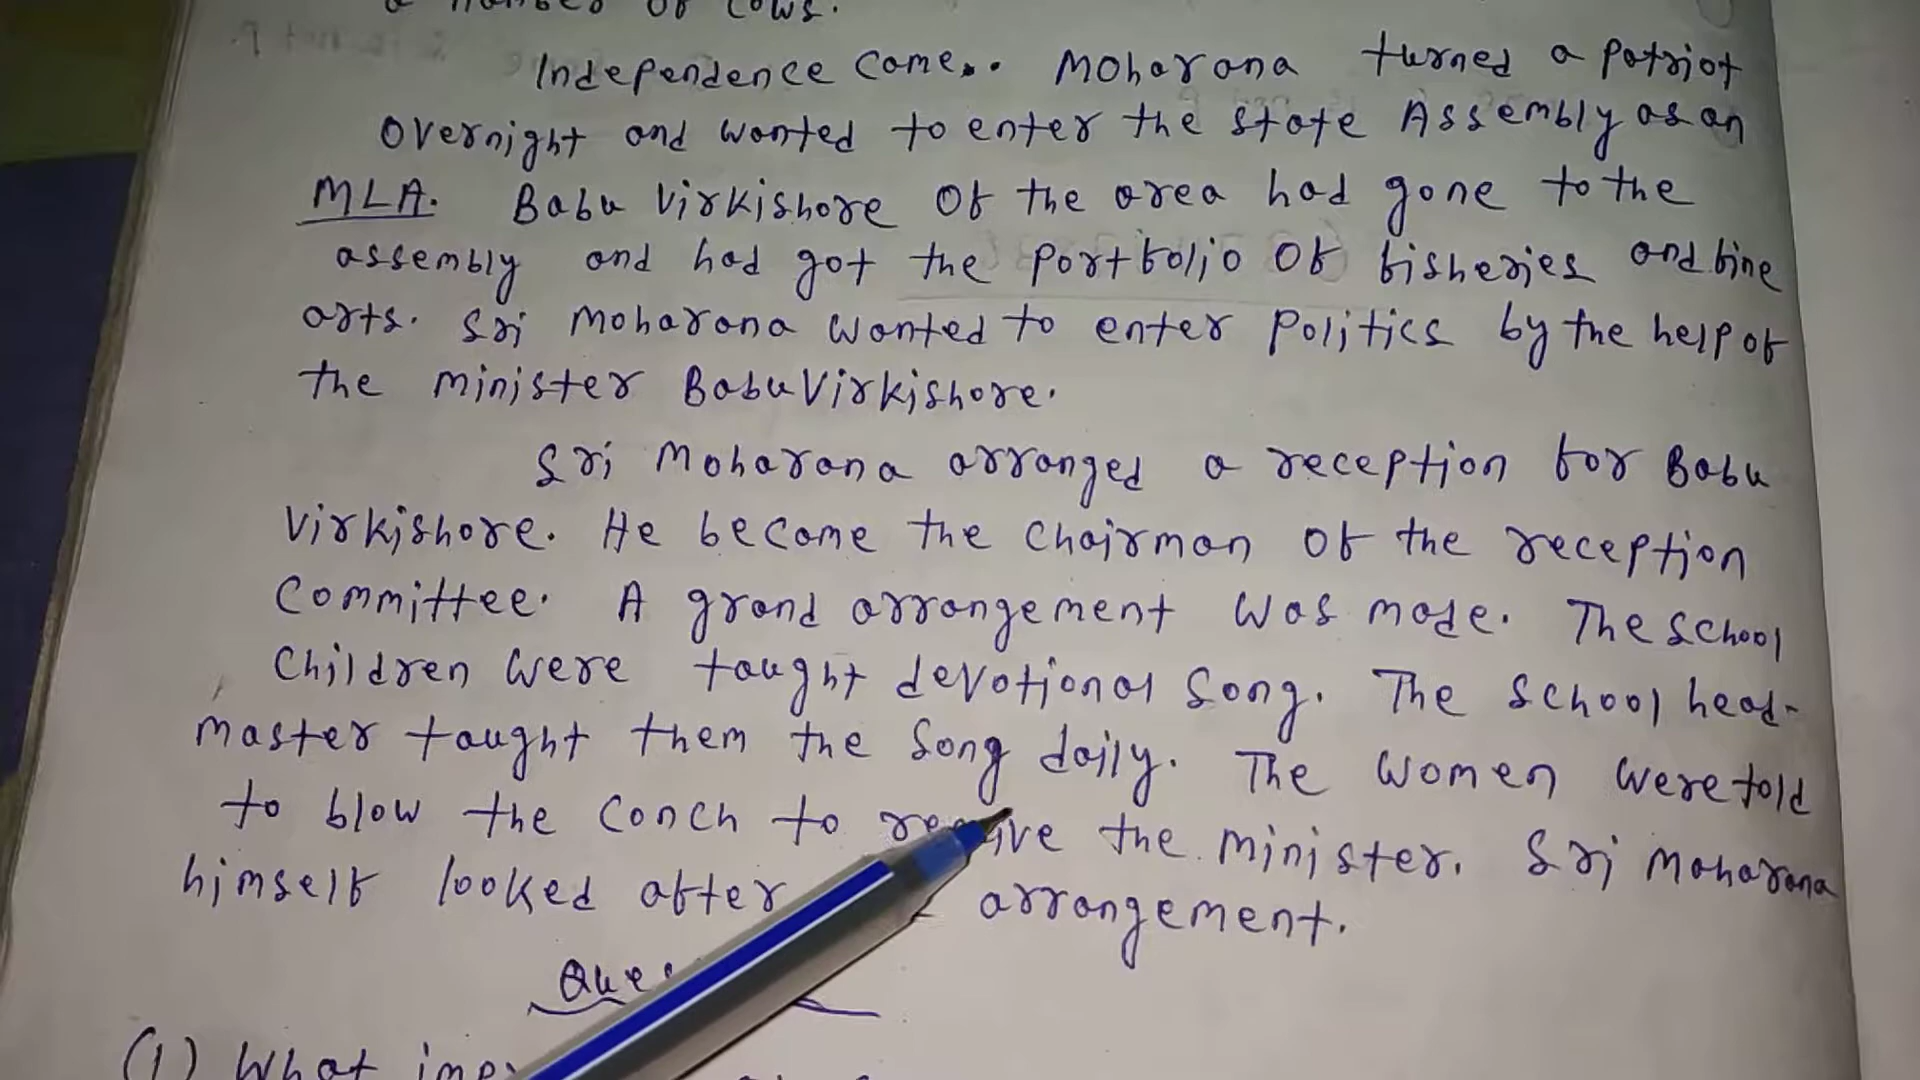 a number of cows.
Independence came.. Moharana turned a patriot
overnight and wanted to enter the state Assembly as an
MLA. Babu Virkishore of the area had gone to the
assembly and had got the portfolio of fisheries and fine
arts. Sri Moharana wanted to enter politics by the help of
the minister Babu Virkishore.
Sri Moharana arranged a reception for Babu
Virkishore. He became the chairman of the reception
committee. A grand arrangement was made. The school
children were taught devotional song. The school head-
master taught them the song daily. The women were told
to blow the conch to receive the minister. Sri Moharana
himself looked after arrangement.
(1) What